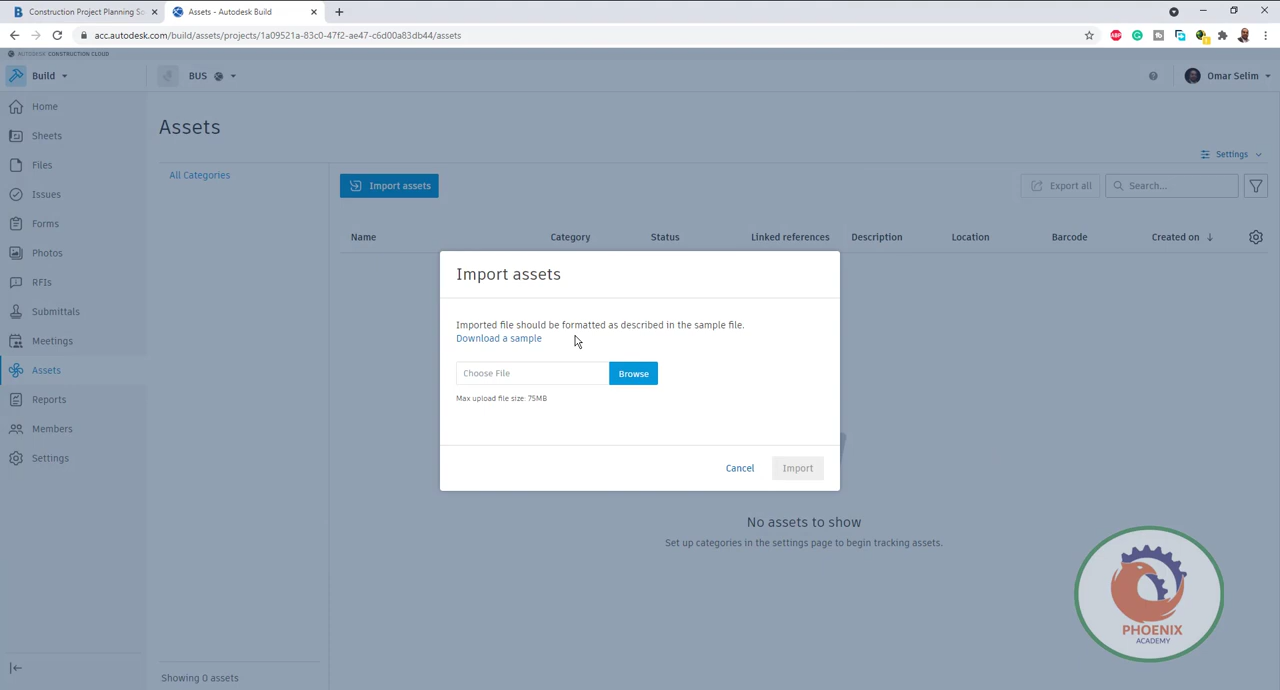 Construction Project Planning So
Assets - Autodesk Build
acc.autodesk.com/build/assets/projects/1a09521a-83c0-47f2-ae47-c6d00a83db44/assets
AUTODESK CONSTRUCTION CLOUD
Build
BUS
Omar Selim
Home
Sheets
Files
Issues
Forms
Photos
RFIs
Submittals
Meetings
Assets
Reports
Members
Settings
Assets
Settings
All Categories
Import assets
Export all
Search...
Name
Category
Status
Linked references
Description
Location
Barcode
Created on
Import assets
Imported file should be formatted as described in the sample file.
Download a sample
Choose File
Browse
Max upload file size: 75MB
Cancel
Import
No assets to show
Set up categories in the settings page to begin tracking assets.
Showing 0 assets
PHOENIX
ACADEMY